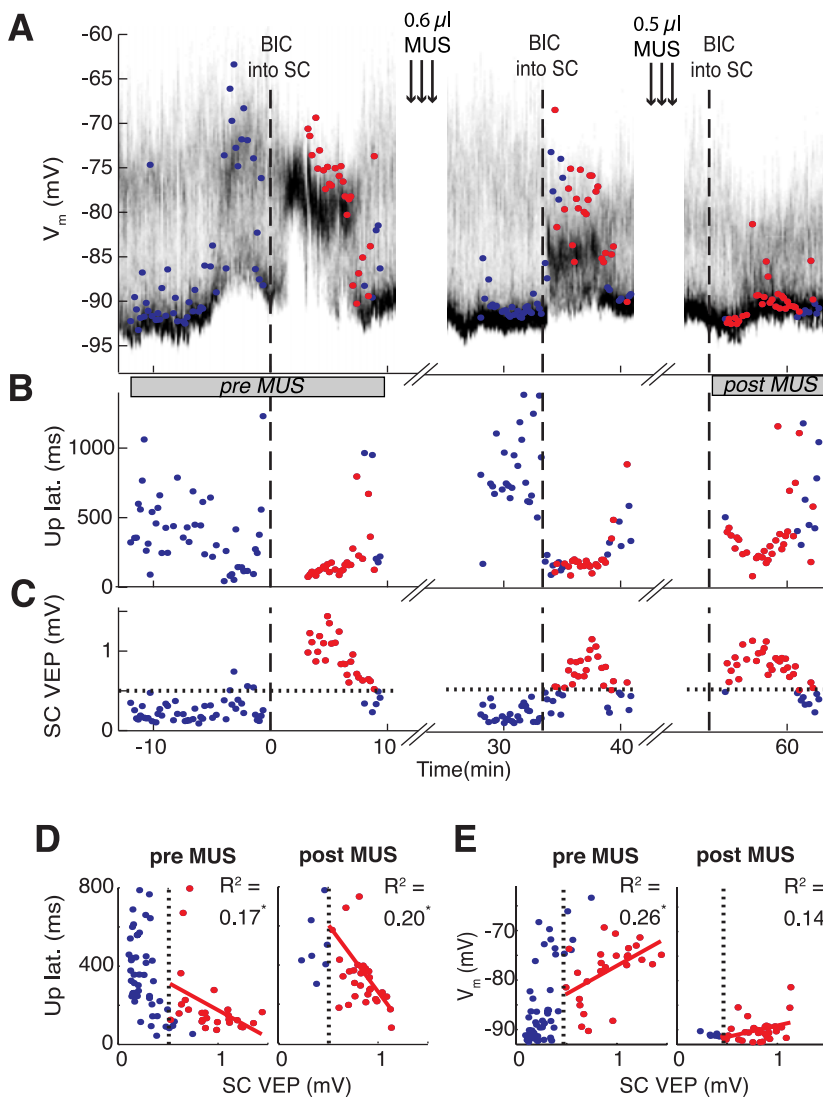 A
0.6 µl
MUS
0.5 µl
MUS
BIC
into SC
BIC
into SC
BIC
into SC
Vm (mV)
-60
-65
-70
-75
-80
-85
-90
-95
B
pre MUS
post MUS
Up lat. (ms)
1000
500
0
C
SC VEP (mV)
1
0
-10
0
10
30
40
60
Time(min)
D
pre MUS
post MUS
R² =
0.17*
R² =
0.20*
Up lat. (ms)
800
400
0
0
1
0
1
SC VEP (mV)
E
pre MUS
post MUS
R² =
0.26*
R² =
0.14
Vm (mV)
-70
-80
-90
0
1
0
1
SC VEP (mV)